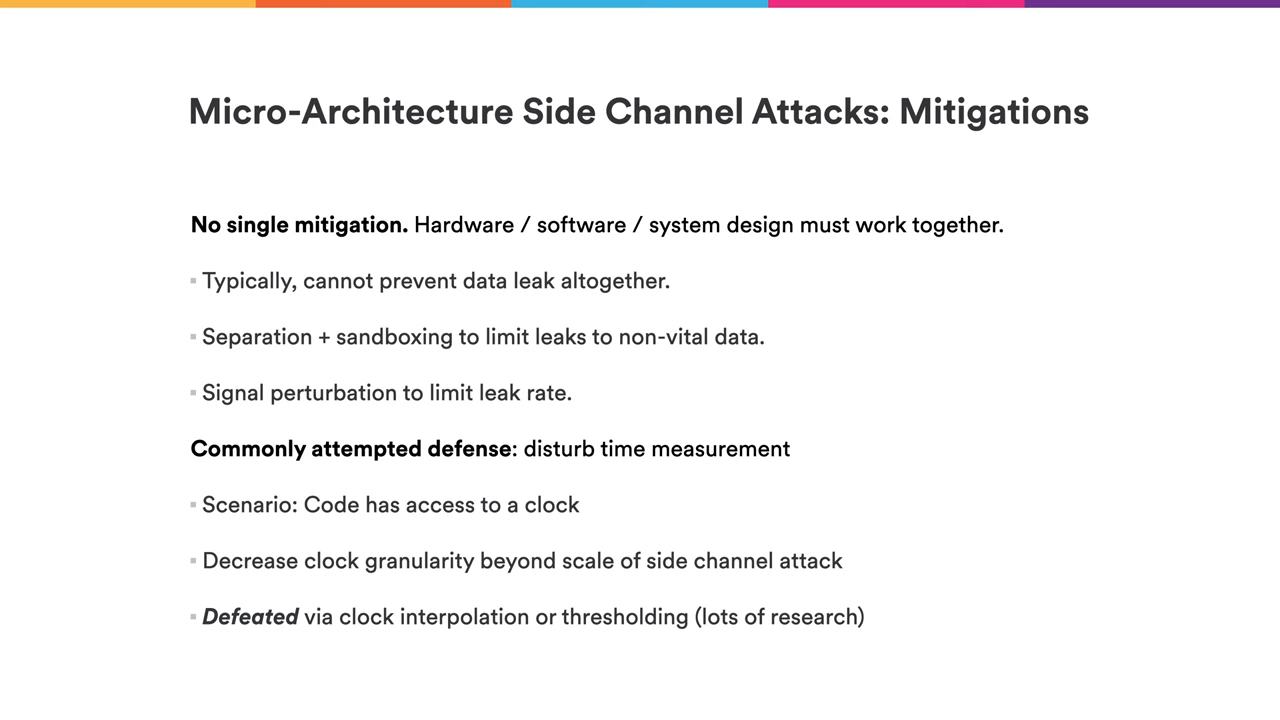 Micro-Architecture Side Channel Attacks: Mitigations
No single mitigation. Hardware / software / system design must work together.
▪ Typically, cannot prevent data leak altogether.
▪ Separation + sandboxing to limit leaks to non-vital data.
▪ Signal perturbation to limit leak rate.
Commonly attempted defense: disturb time measurement
▪ Scenario: Code has access to a clock
▪ Decrease clock granularity beyond scale of side channel attack
▪ Defeated via clock interpolation or thresholding (lots of research)